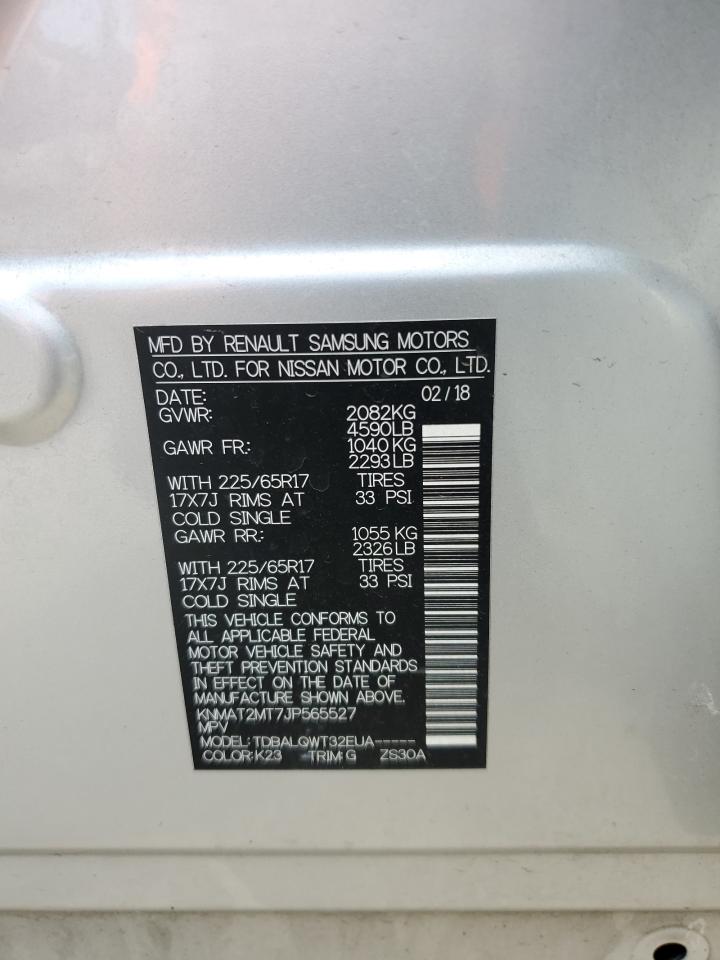 MFD BY RENAULT SAMSUNG MOTORS
CO., LTD. FOR NISSAN MOTOR CO., LTD.
DATE: 02/18
GVWR: 2082KG
4590LB
GAWR FR: 1040 KG
2293LB
WITH 225/65R17 TIRES
17X7J RIMS AT 33 PSI
COLD SINGLE
GAWR RR: 1055 KG
2326LB
WITH 225/65R17 TIRES
17X7J RIMS AT 33 PSI
COLD SINGLE
THIS VEHICLE CONFORMS TO
ALL APPLICABLE FEDERAL
MOTOR VEHICLE SAFETY AND
THEFT PREVENTION STANDARDS
IN EFFECT ON THE DATE OF
MANUFACTURE SHOWN ABOVE.
KNMAT2MT7JP565527
MPV
MODEL: TDBALQWT32EUA-----
COLOR:K23 TRIM:G ZS30A